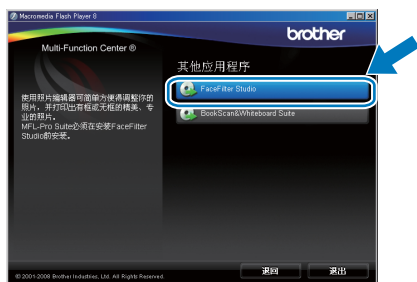 Macromedia Flash Player 8
brother
Multi-Function Center ®
其他应用程序
FaceFilter Studio
BookScan&Whiteboard Suite
使用照片编辑器可简单方便得调整你的
照片，并打印出有框或无框的精美、专
业的照片。
MFL-Pro Suite必须在安装FaceFilter
Studio前安装。
© 2001-2008 Brother Industries, Ltd. All Rights Reserved.
退回
退出